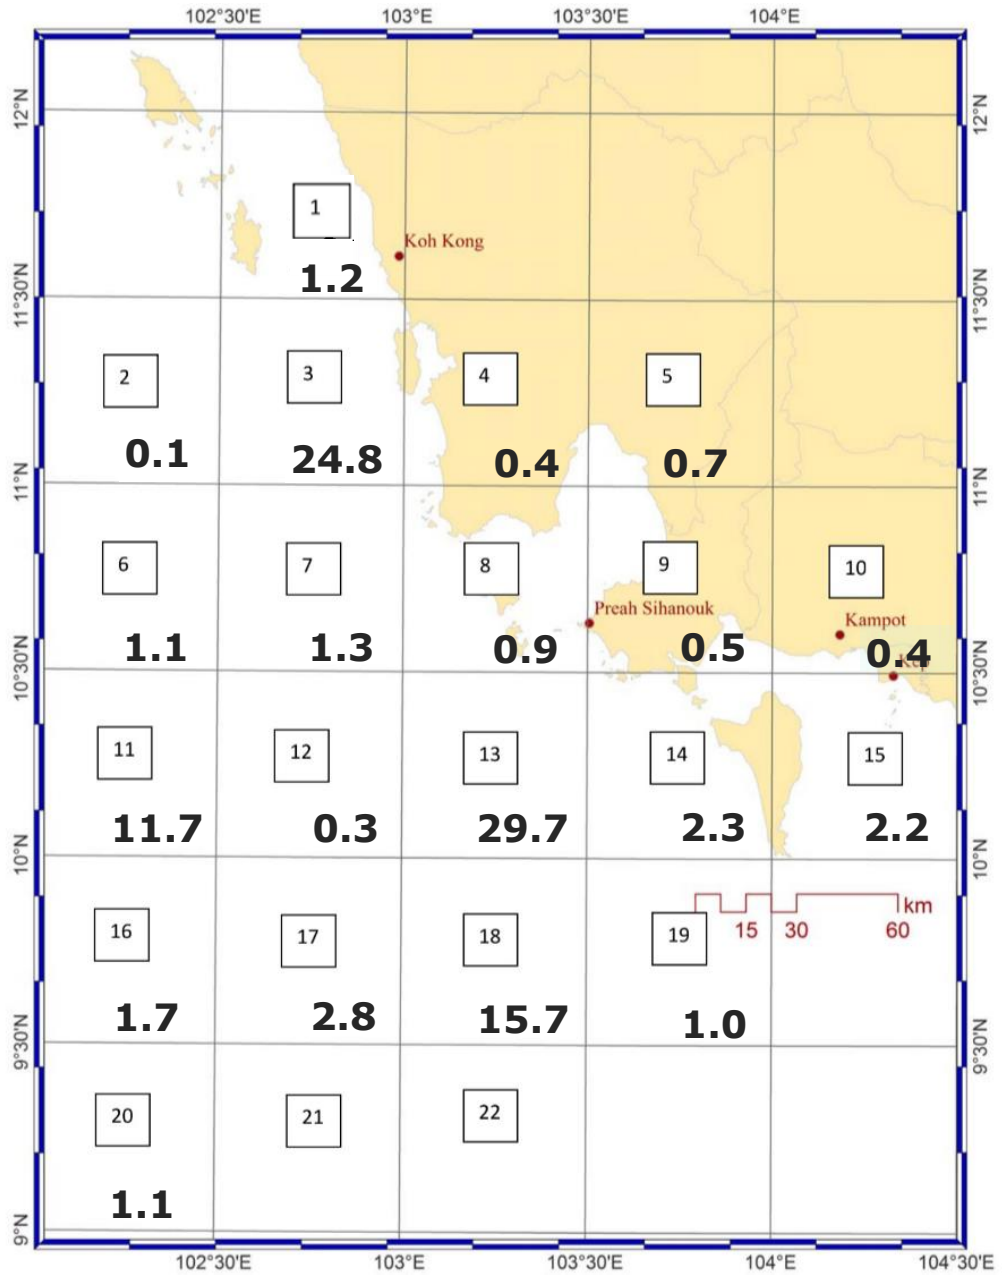 102°30'E 103°E 103°30'E 104°E
12°N 12°N
1
Koh Kong
1.2
11°30'N 11°30'N
2 3 4 5
0.1 24.8 0.4 0.7
11°N 11°N
6 7 8 9 10
Preah Sihanouk
Kampot
1.1 1.3 0.9 0.5 0.4
10°30'N 10°30'N
11 12 13 14 15
11.7 0.3 29.7 2.3 2.2
10°N 10°N
km
15 30 60
16 17 18 19
1.7 2.8 15.7 1.0
9°30'N 9°30'N
20 21 22
1.1
9°N
102°30'E 103°E 103°30'E 104°E 104°30'E